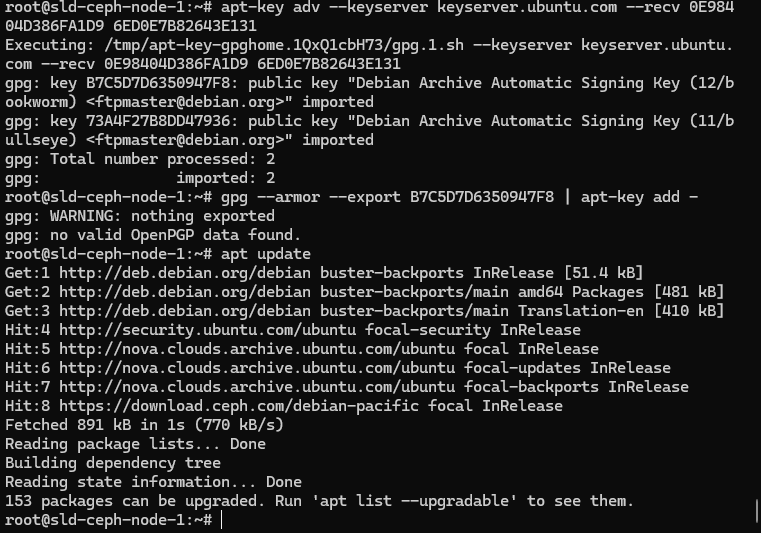 root@sld-ceph-node-1:~# apt-key adv --keyserver keyserver.ubuntu.com --recv 0E984
04D386FA1D9 6ED0E7B82643E131
Executing: /tmp/apt-key-gpghome.1QxQ1cbH73/gpg.1.sh --keyserver keyserver.ubuntu.
com --recv 0E98404D386FA1D9 6ED0E7B82643E131
gpg: key B7C5D7D6350947F8: public key "Debian Archive Automatic Signing Key (12/b
ookworm) <ftpmaster@debian.org>" imported
gpg: key 73A4F27B8DD47936: public key "Debian Archive Automatic Signing Key (11/b
ullseye) <ftpmaster@debian.org>" imported
gpg: Total number processed: 2
gpg:               imported: 2
root@sld-ceph-node-1:~# gpg --armor --export B7C5D7D6350947F8 | apt-key add -
gpg: WARNING: nothing exported
gpg: no valid OpenPGP data found.
root@sld-ceph-node-1:~# apt update
Get:1 http://deb.debian.org/debian buster-backports InRelease [51.4 kB]
Get:2 http://deb.debian.org/debian buster-backports/main amd64 Packages [481 kB]
Get:3 http://deb.debian.org/debian buster-backports/main Translation-en [410 kB]
Hit:4 http://security.ubuntu.com/ubuntu focal-security InRelease
Hit:5 http://nova.clouds.archive.ubuntu.com/ubuntu focal InRelease
Hit:6 http://nova.clouds.archive.ubuntu.com/ubuntu focal-updates InRelease
Hit:7 http://nova.clouds.archive.ubuntu.com/ubuntu focal-backports InRelease
Hit:8 https://download.ceph.com/debian-pacific focal InRelease
Fetched 891 kB in 1s (770 kB/s)
Reading package lists... Done
Building dependency tree
Reading state information... Done
153 packages can be upgraded. Run 'apt list --upgradable' to see them.
root@sld-ceph-node-1:~#